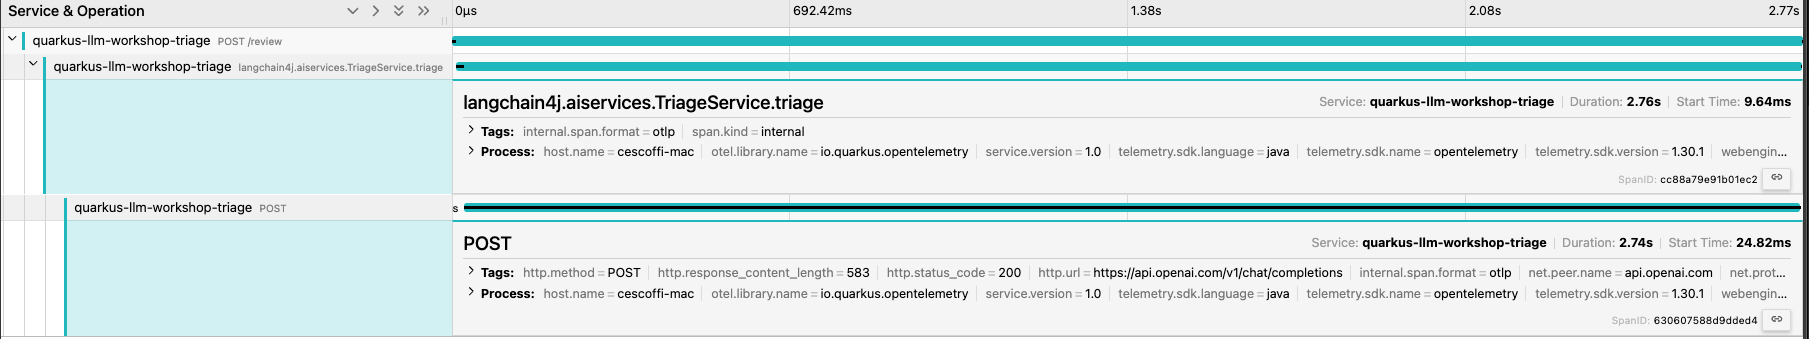 Service & Operation 0µs 692.42ms 1.38s 2.08s 2.77s
quarkus-llm-workshop-triage POST /review
quarkus-llm-workshop-triage langchain4j.aiservices.TriageService.triage
langchain4j.aiservices.TriageService.triage Service: quarkus-llm-workshop-triage Duration: 2.76s Start Time: 9.64ms
Tags: internal.span.format = otlp span.kind = internal
Process: host.name = cescoffi-mac otel.library.name = io.quarkus.opentelemetry service.version = 1.0 telemetry.sdk.language = java telemetry.sdk.name = opentelemetry telemetry.sdk.version = 1.30.1 webengin...
SpanID: cc88a79e91b01ec2
quarkus-llm-workshop-triage POST s
POST Service: quarkus-llm-workshop-triage Duration: 2.74s Start Time: 24.82ms
Tags: http.method = POST http.response_content_length = 583 http.status_code = 200 http.url = https://api.openai.com/v1/chat/completions internal.span.format = otlp net.peer.name = api.openai.com net.prot...
Process: host.name = cescoffi-mac otel.library.name = io.quarkus.opentelemetry service.version = 1.0 telemetry.sdk.language = java telemetry.sdk.name = opentelemetry telemetry.sdk.version = 1.30.1 webengin...
SpanID: 630607588d9dded4